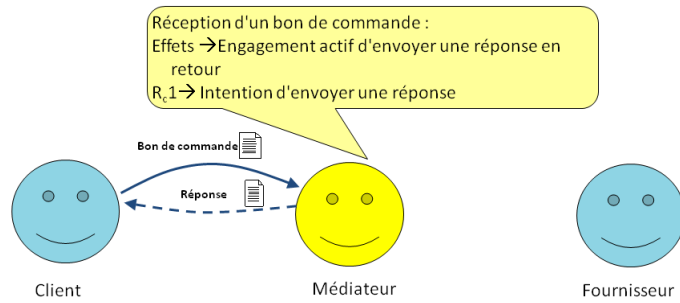 Réception d'un bon de commande :
Effets →Engagement actif d'envoyer une réponse en
retour
Rc1→ Intention d'envoyer une réponse
Bon de commande
Réponse
Client
Médiateur
Fournisseur